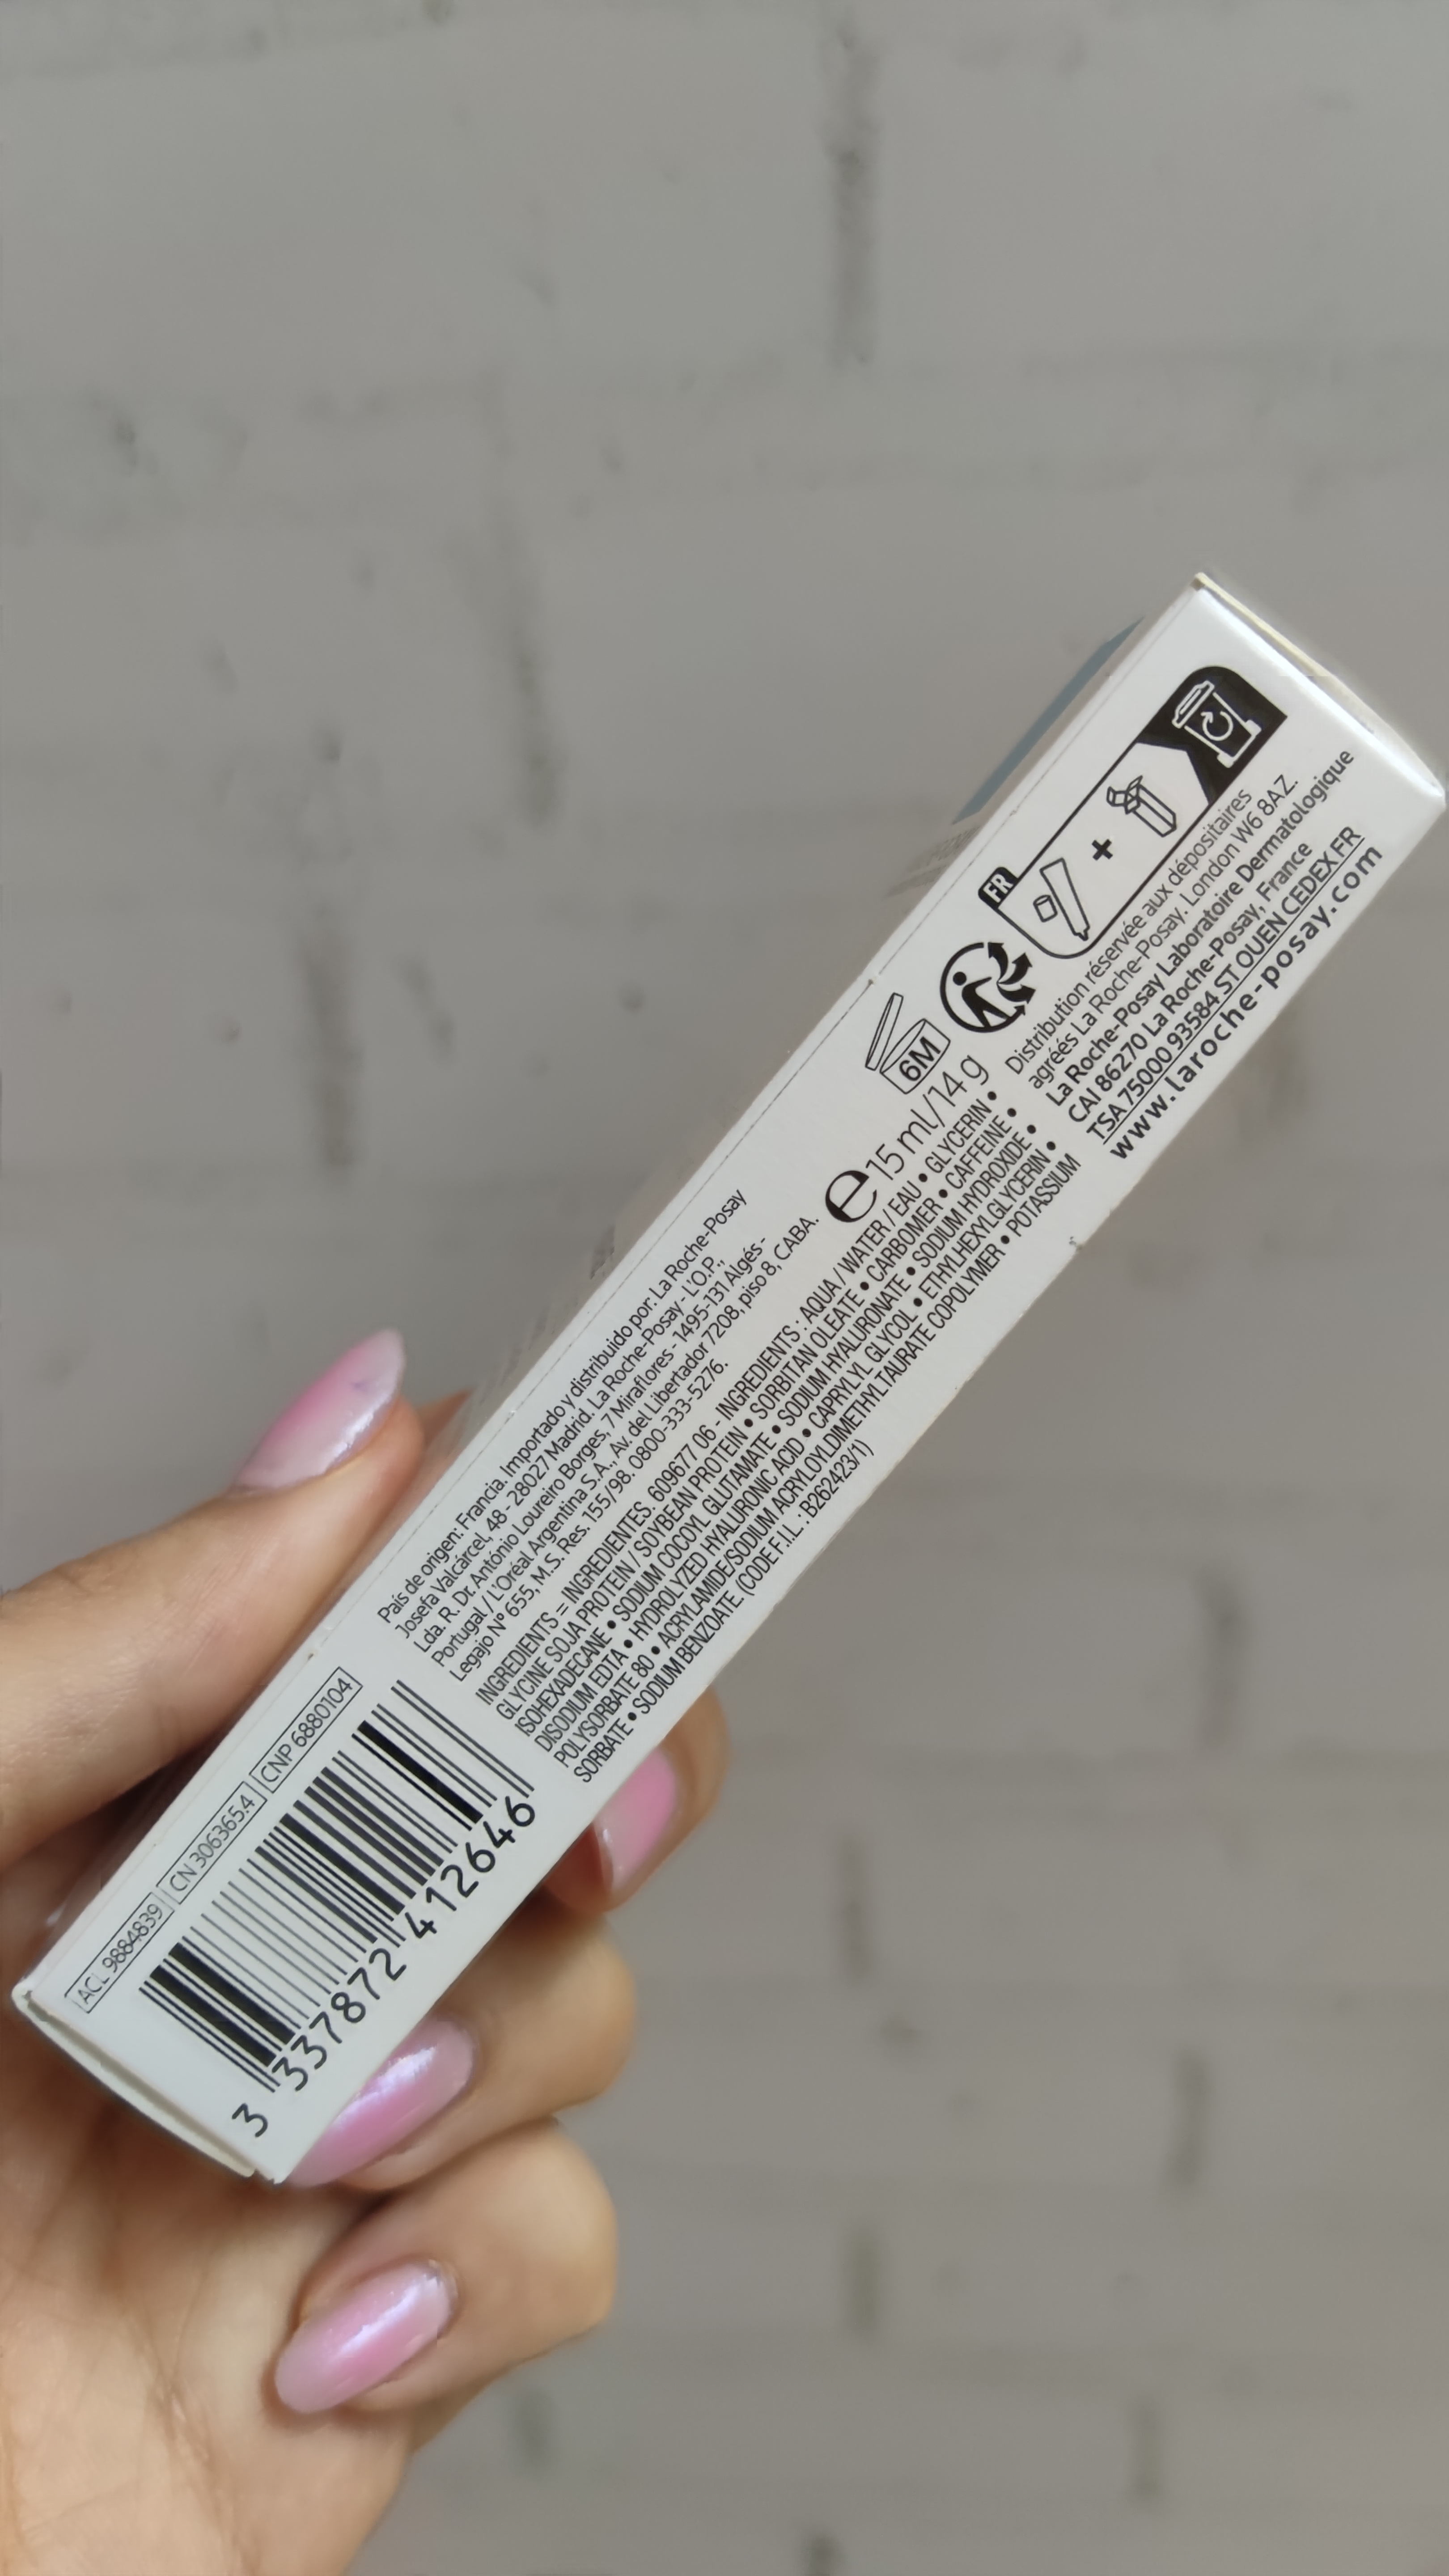 ACL 9884839 CN 306365.4 CNP 6880104
3 337872 412646
País de origen: Francia. Importado y distribuido por: La Roche-Posay
Josefa Valcárcel, 48 - 28027 Madrid. La Roche-Posay - L'O.P.,
Lda. R. Dr. António Loureiro Borges, 7 Miraflores - 1495-131 Algés -
Portugal / L'Oréal Argentina S.A., Av. del Libertador 7208, piso 8, CABA.
Legajo N° 655, M.S. Res. 155/98. 0800-333-5276.
INGREDIENTS = INGREDIENTES. 609677 06 - INGREDIENTS : AQUA / WATER / EAU • GLYCERIN •
GLYCINE SOJA PROTEIN / SOYBEAN PROTEIN • SORBITAN OLEATE • CARBOMER • CAFFEINE •
ISOHEXADECANE • SODIUM COCOYL GLUTAMATE • SODIUM HYALURONATE • SODIUM HYDROXIDE •
DISODIUM EDTA • HYDROLYZED HYALURONIC ACID • CAPRYLYL GLYCOL • ETHYLHEXYLGLYCERIN •
POLYSORBATE 80 • ACRYLAMIDE/SODIUM ACRYLOYLDIMETHYLTAURATE COPOLYMER • POTASSIUM
SORBATE • SODIUM BENZOATE. (CODE F.I.L. : B262423/1)
e 15 ml/14 g
6M
FR
Distribution réservée aux dépositaires
agréés La Roche-Posay. London W6 8AZ.
La Roche-Posay Laboratoire Dermatologique
CAI 86270 La Roche-Posay, France
TSA 75000 93584 ST OUEN CEDEX FR
www.laroche-posay.com